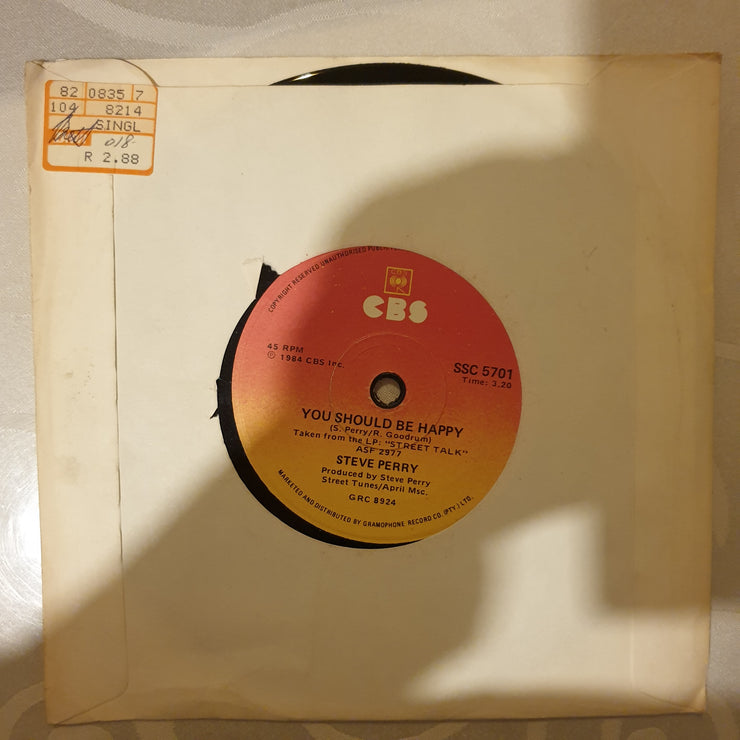 82 0835 7
10g 8214
SINGL
018
R 2.88
COPYRIGHT RESERVED UNAUTHORISED PUBLIC
CBS
CBS
45 RPM
℗ 1984 CBS Inc.
SSC 5701
Time: 3.20
YOU SHOULD BE HAPPY
(S. Perry/R. Goodrum)
Taken from the LP: "STREET TALK"
ASF 2977
STEVE PERRY
Produced by Steve Perry
Street Tunes/April Msc.
GRC 8924
MARKETED AND DISTRIBUTED BY GRAMOPHONE RECORD CO. (PTY.) LTD.